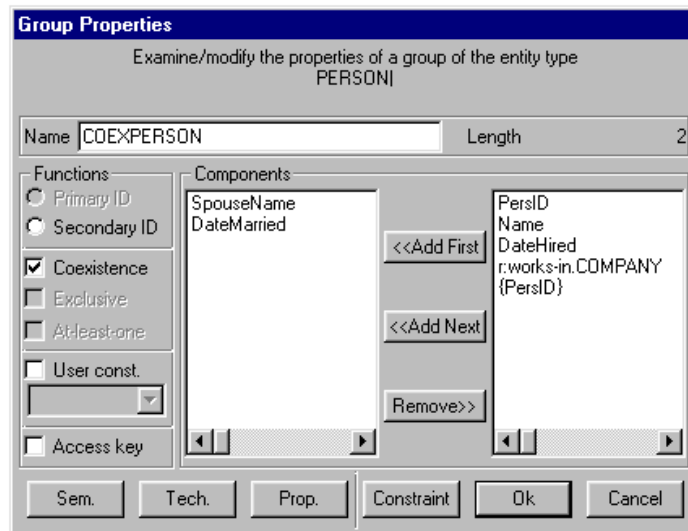 Group Properties
Examine/modify the properties of a group of the entity type
PERSON|
Name COEXPERSON Length 2
Functions
Primary ID
Secondary ID
Coexistence
Exclusive
At-least-one
User const.
Access key
Components
SpouseName
DateMarried
<<Add First
<<Add Next
Remove>>
PersID
Name
DateHired
r:works-in.COMPANY
{PersID}
Sem. Tech. Prop. Constraint Ok Cancel